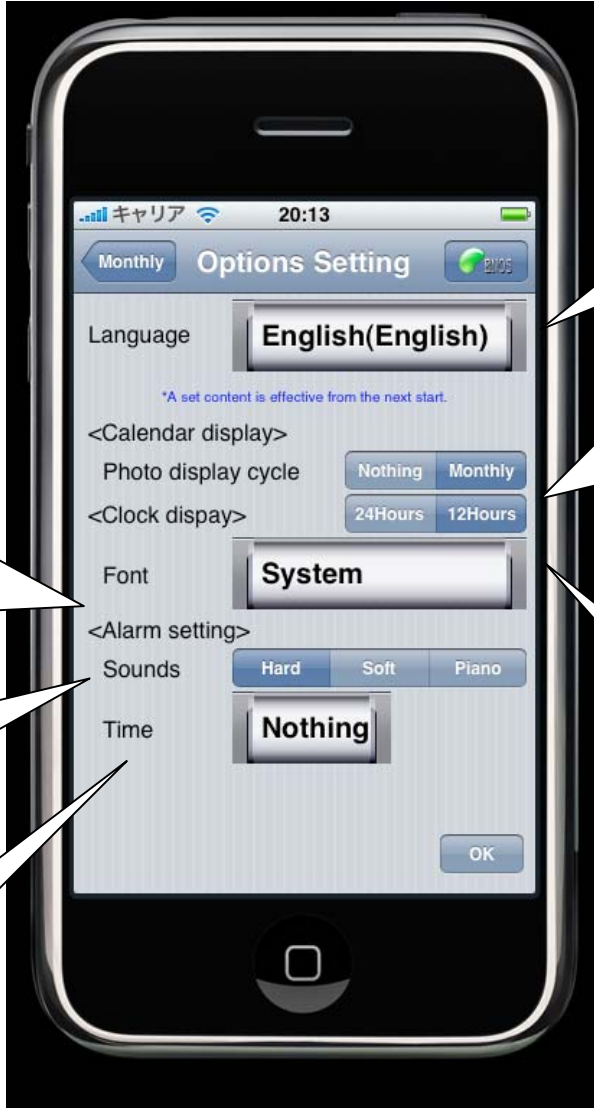 キャリア 20:13
Monthly Options Setting ENOS
Language English(English)
*A set content is effective from the next start.
<Calendar display>
Photo display cycle Nothing Monthly
<Clock dispay> 24Hours 12Hours
Font System
<Alarm setting>
Sounds Hard Soft Piano
Time Nothing
OK